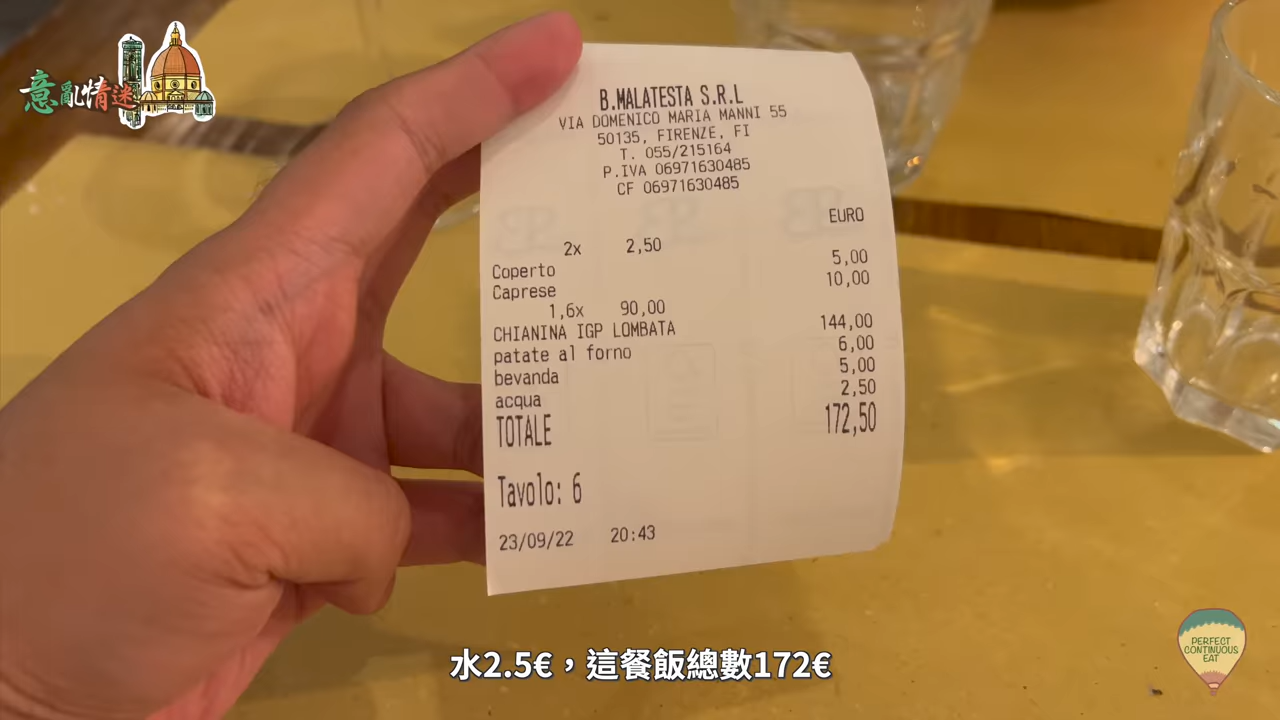 意亂情迷
B.MALATESTA S.R.L
VIA DOMENICO MARIA MANNI 55
50135, FIRENZE, FI
T. 055/215164
P.IVA 06971630485
CF 06971630485
EURO
2x 2,50
Coperto 5,00
Caprese 10,00
1,6x 90,00
CHIANINA IGP LOMBATA 144,00
patate al forno 6,00
bevanda 5,00
acqua 2,50
TOTALE 172,50
Tavolo: 6
23/09/22 20:43
水2.5€，這餐飯總數172€
PERFECT
CONTINUOUS
EAT